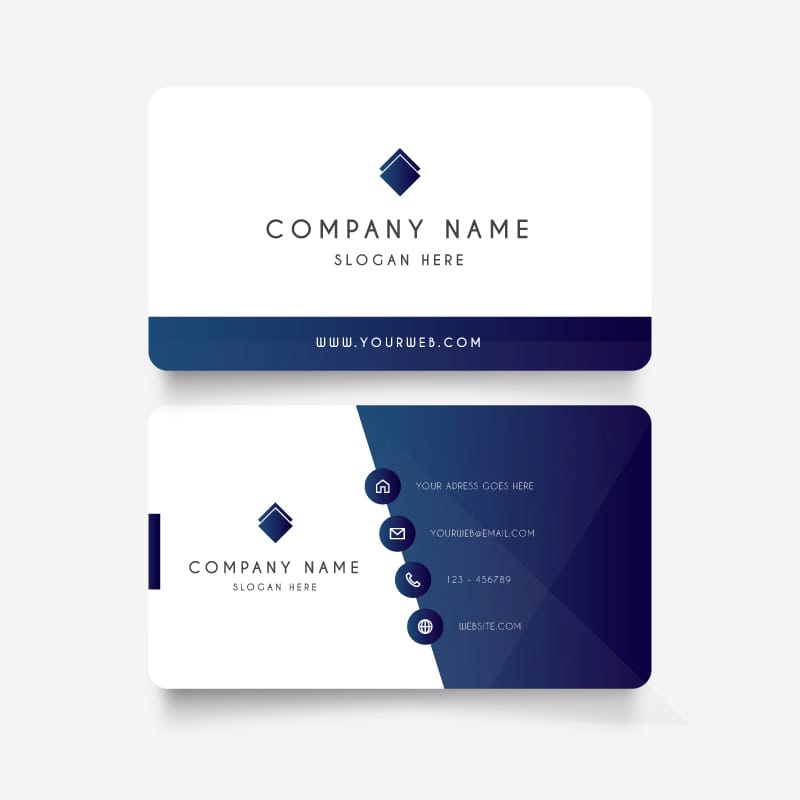 COMPANY NAME
SLOGAN HERE
WWW.YOURWEB.COM
COMPANY NAME
SLOGAN HERE
YOUR ADRESS GOES HERE
YOURWEB@EMAIL.COM
123 - 456789
WEBSITE.COM